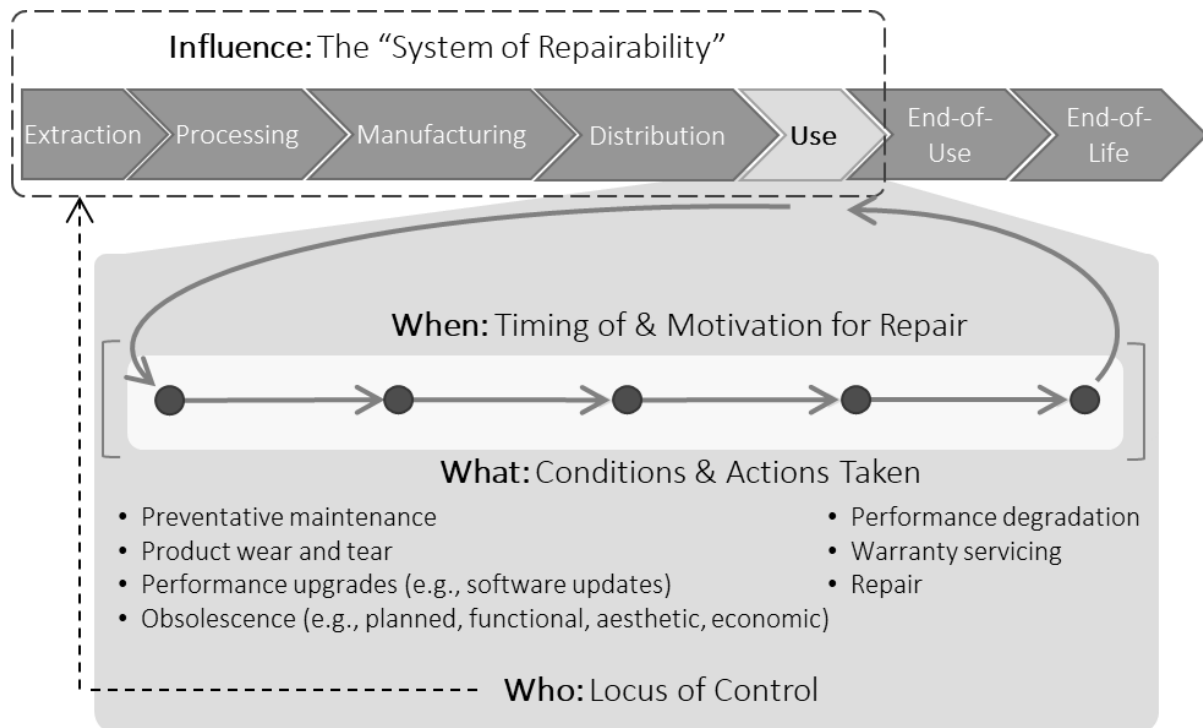 Influence: The “System of Repairability”
Extraction
Processing
Manufacturing
Distribution
Use
End-of-
Use
End-of-
Life
When: Timing of & Motivation for Repair
What: Conditions & Actions Taken
• Preventative maintenance
• Product wear and tear
• Performance upgrades (e.g., software updates)
• Obsolescence (e.g., planned, functional, aesthetic, economic)
• Performance degradation
• Warranty servicing
• Repair
Who: Locus of Control